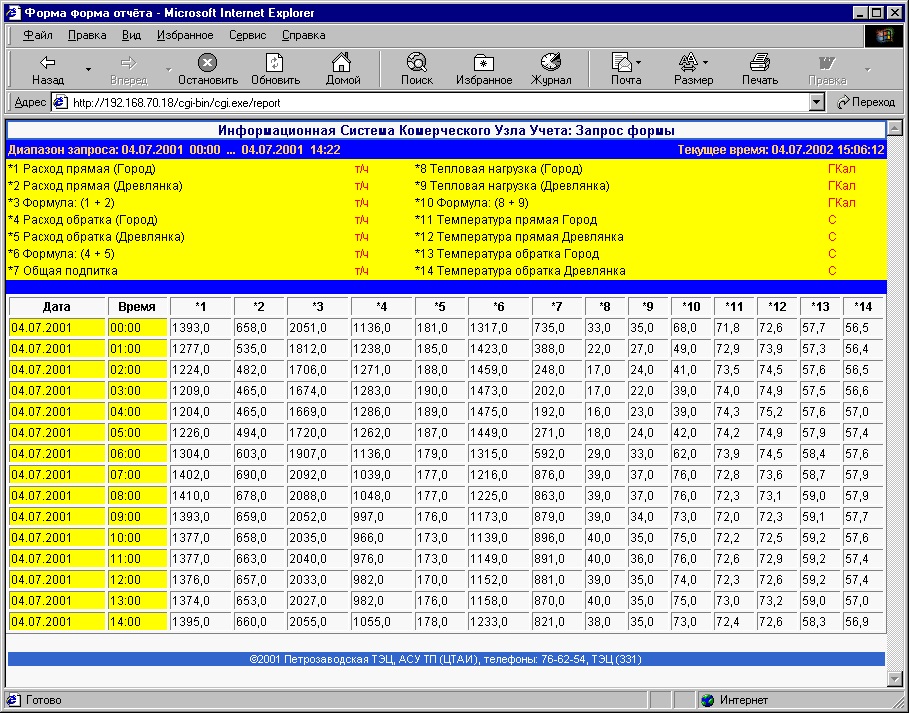 Форма форма отчёта - Microsoft Internet Explorer
Файл Правка Вид Избранное Сервис Справка
Назад Вперед Остановить Обновить Домой Поиск Избранное Журнал Почта Размер Печать Правка
Адрес http://192.168.70.18/cgi-bin/cgi.exe/report Переход
Информационная Система Комерческого Узла Учета: Запрос формы
Диапазон запроса: 04.07.2001 00:00 ... 04.07.2001 14:22 Текущее время: 04.07.2002 15:06:12
*1 Расход прямая (Город) т/ч *8 Тепловая нагрузка (Город) ГКал
*2 Расход прямая (Древлянка) т/ч *9 Тепловая нагрузка (Древлянка) ГКал
*3 Формула: (1 + 2) т/ч *10 Формула: (8 + 9) ГКал
*4 Расход обратка (Город) т/ч *11 Температура прямая Город С
*5 Расход обратка (Древлянка) т/ч *12 Температура прямая Древлянка С
*6 Формула: (4 + 5) т/ч *13 Температура обратка Город С
*7 Общая подпитка т/ч *14 Температура обратка Древлянка С
Дата Время *1 *2 *3 *4 *5 *6 *7 *8 *9 *10 *11 *12 *13 *14
04.07.2001 00:00 1393,0 658,0 2051,0 1136,0 181,0 1317,0 735,0 33,0 35,0 68,0 71,8 72,6 57,7 56,5
04.07.2001 01:00 1277,0 535,0 1812,0 1238,0 185,0 1423,0 388,0 22,0 27,0 49,0 72,9 73,9 57,3 56,4
04.07.2001 02:00 1224,0 482,0 1706,0 1271,0 188,0 1459,0 248,0 17,0 24,0 41,0 73,5 74,5 57,6 56,5
04.07.2001 03:00 1209,0 465,0 1674,0 1283,0 190,0 1473,0 202,0 17,0 22,0 39,0 74,0 74,9 57,5 56,6
04.07.2001 04:00 1204,0 465,0 1669,0 1286,0 189,0 1475,0 192,0 16,0 23,0 39,0 74,3 75,2 57,6 57,0
04.07.2001 05:00 1226,0 494,0 1720,0 1262,0 187,0 1449,0 271,0 18,0 24,0 42,0 74,2 74,9 57,9 57,4
04.07.2001 06:00 1304,0 603,0 1907,0 1136,0 179,0 1315,0 592,0 29,0 33,0 62,0 73,9 74,5 58,4 57,6
04.07.2001 07:00 1402,0 690,0 2092,0 1039,0 177,0 1216,0 876,0 39,0 37,0 76,0 72,8 73,6 58,7 57,9
04.07.2001 08:00 1410,0 678,0 2088,0 1048,0 177,0 1225,0 863,0 39,0 37,0 76,0 72,3 73,1 59,0 57,9
04.07.2001 09:00 1393,0 659,0 2052,0 997,0 176,0 1173,0 879,0 39,0 34,0 73,0 72,0 72,3 59,1 57,7
04.07.2001 10:00 1377,0 658,0 2035,0 966,0 173,0 1139,0 896,0 40,0 35,0 75,0 72,2 72,5 59,2 57,6
04.07.2001 11:00 1377,0 663,0 2040,0 976,0 173,0 1149,0 891,0 40,0 36,0 76,0 72,6 72,9 59,2 57,4
04.07.2001 12:00 1376,0 657,0 2033,0 982,0 170,0 1152,0 881,0 39,0 35,0 74,0 72,3 72,6 59,2 57,4
04.07.2001 13:00 1374,0 653,0 2027,0 982,0 176,0 1158,0 870,0 40,0 35,0 75,0 73,0 73,2 59,0 57,0
04.07.2001 14:00 1395,0 660,0 2055,0 1055,0 178,0 1233,0 821,0 38,0 35,0 73,0 72,4 72,6 58,3 56,9
©2001 Петрозаводская ТЭЦ, АСУ ТП (ЦТАИ), телефоны: 76-62-54, ТЭЦ (331)
Готово Интернет